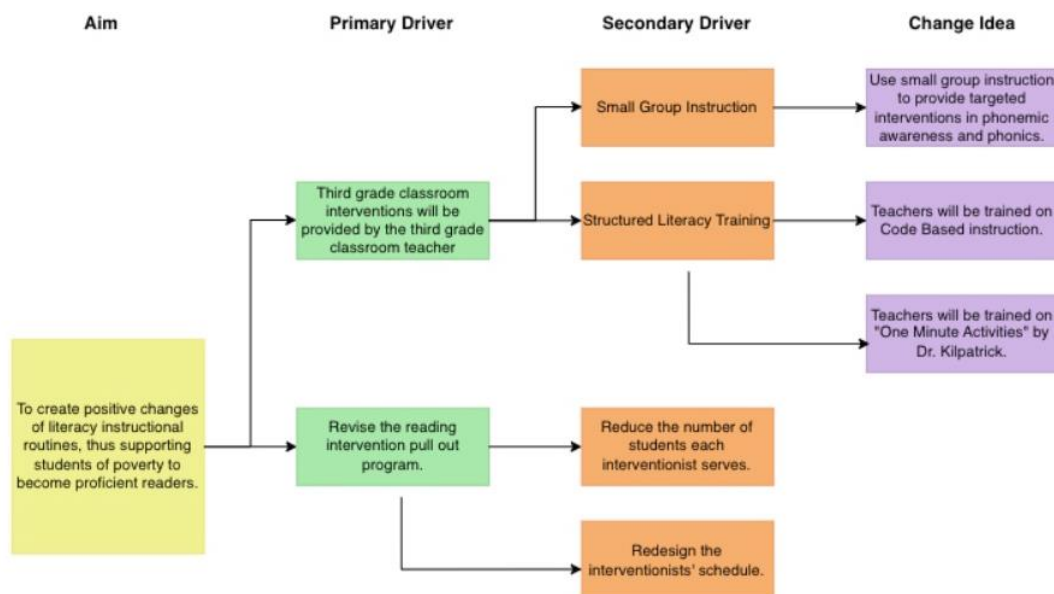 Aim
Primary Driver
Secondary Driver
Change Idea
Small Group Instruction
Use small group instruction
to provide targeted
interventions in phonemic
awareness and phonics.
Third grade classroom
interventions will be
provided by the third grade
classroom teacher
Structured Literacy Training
Teachers will be trained on
Code Based instruction.
Teachers will be trained on
"One Minute Activities" by
Dr. Kilpatrick.
To create positive changes
of literacy instructional
routines, thus supporting
students of poverty to
become proficient readers.
Revise the reading
intervention pull out
program.
Reduce the number of
students each
interventionist serves.
Redesign the
interventionists' schedule.